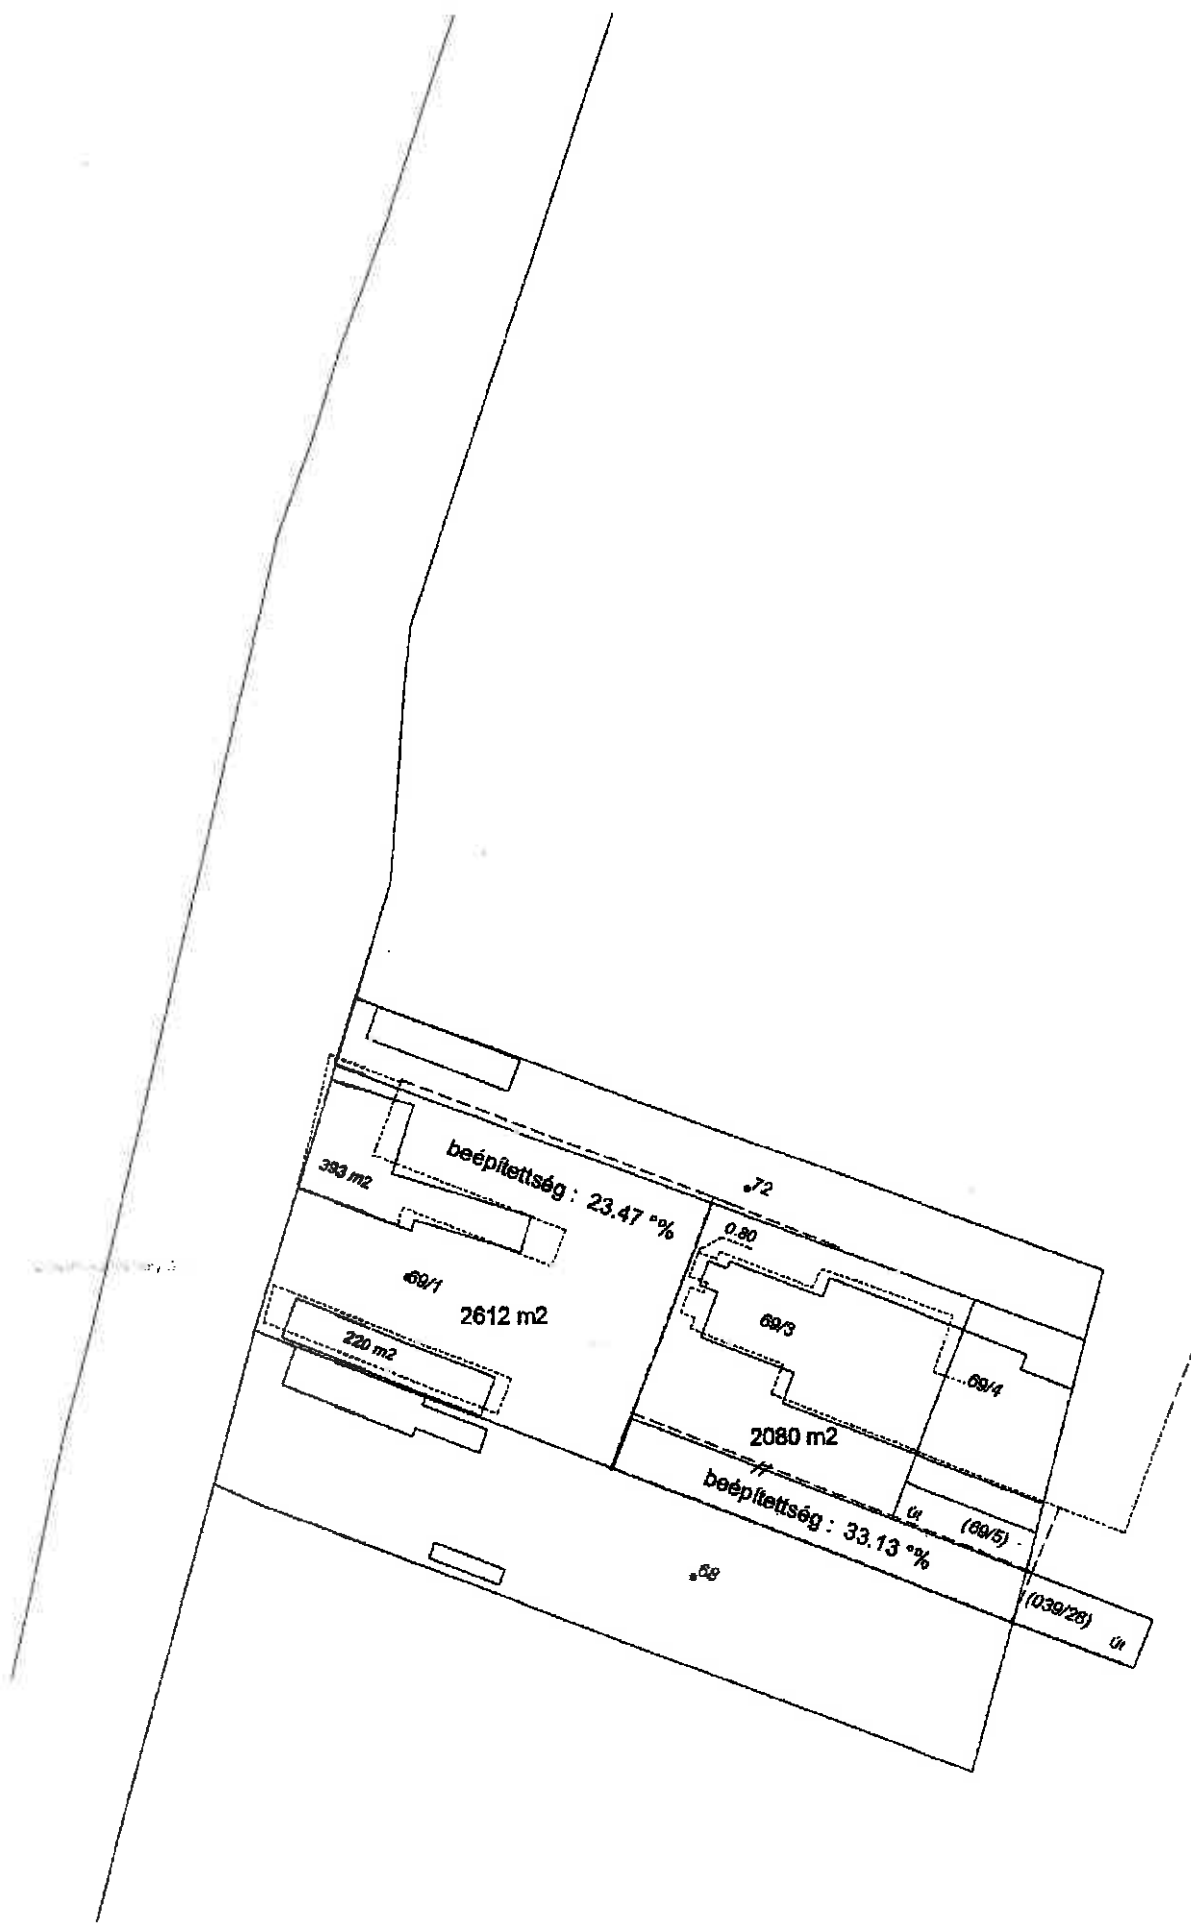 72
beépítettség : 23.47 °%
393 m2
0.80
69/1
2612 m2
69/3
220 m2
69/4
2080 m2
beépítettség : 33.13 °%
út
(69/5)
68
(039/26)
út